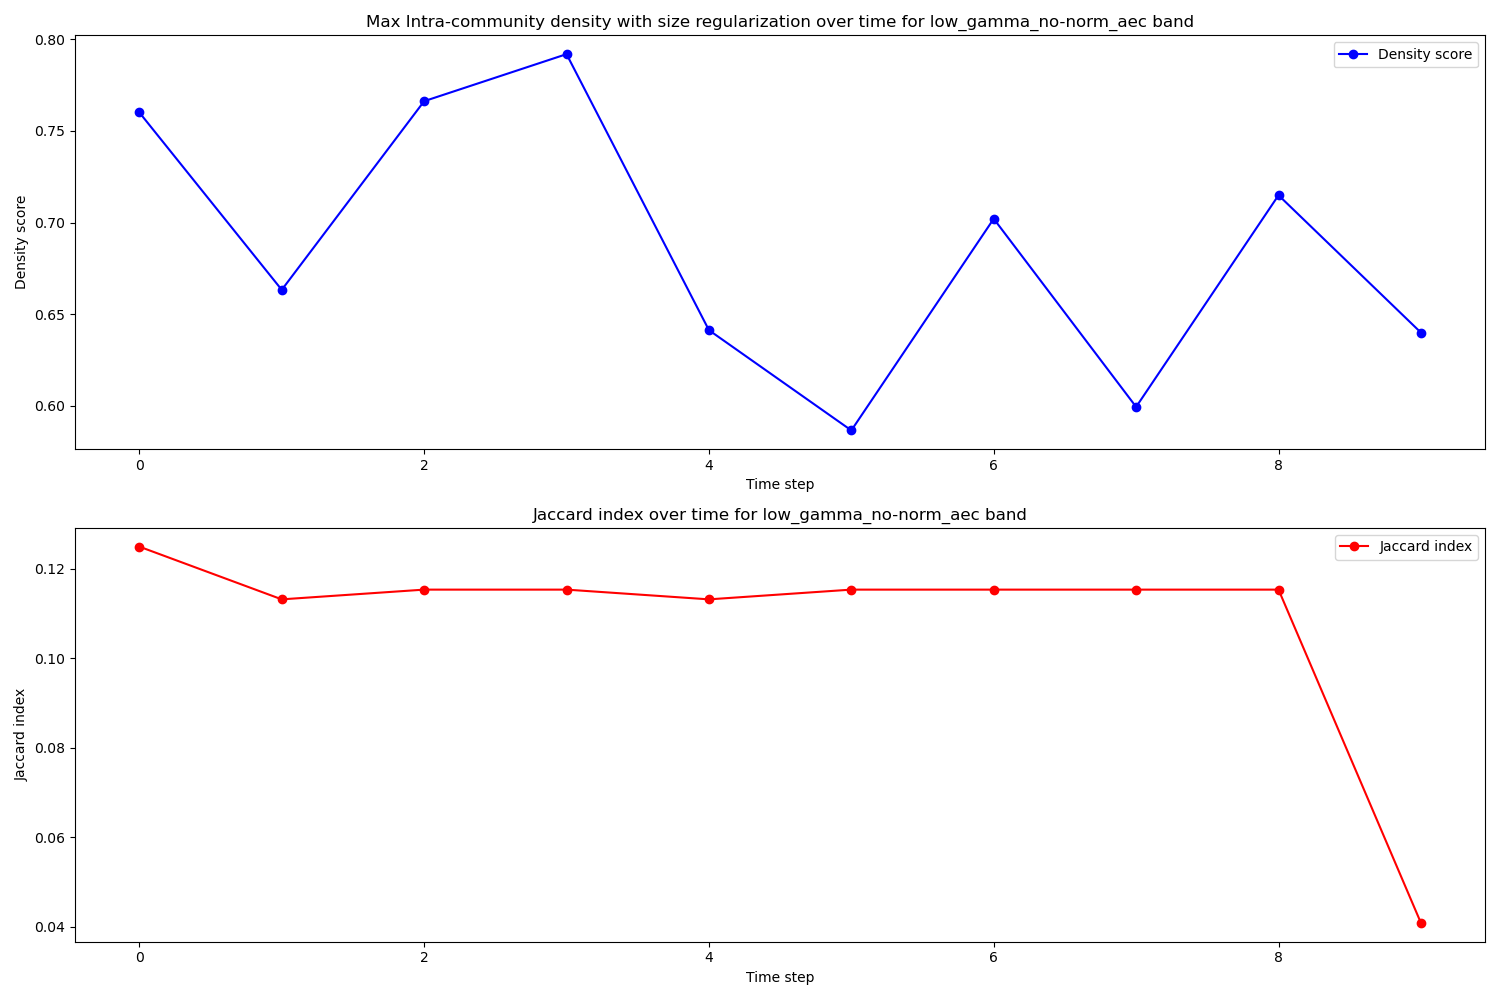 Max Intra-community density with size regularization over time for low_gamma_no-norm_aec band
Density score
0.80
0.75
0.70
0.65
0.60
Density score
0 2 4 6 8
Time step
Jaccard index over time for low_gamma_no-norm_aec band
Jaccard index
0.12
0.10
0.08
0.06
0.04
Jaccard index
0 2 4 6 8
Time step